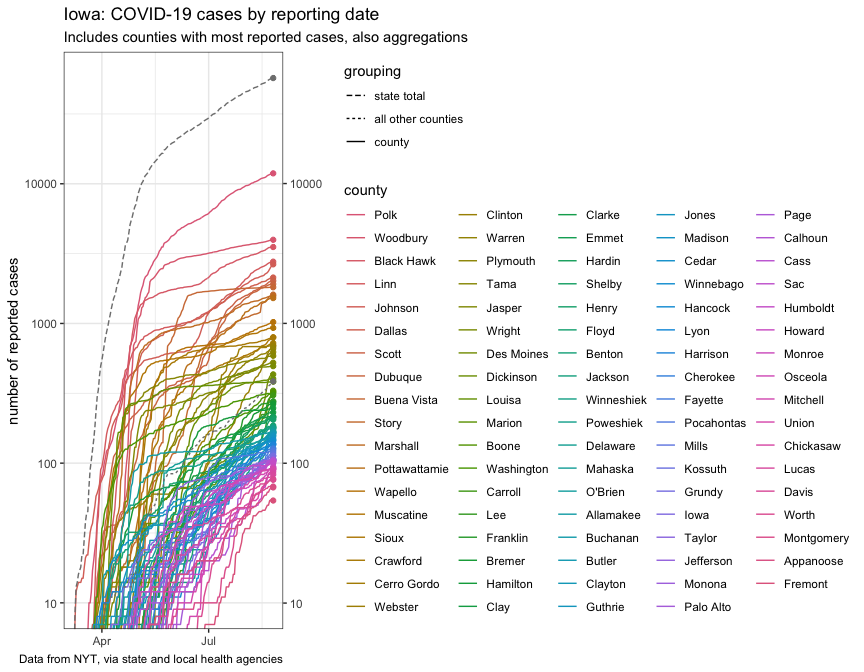 Iowa: COVID-19 cases by reporting date
Includes counties with most reported cases, also aggregations
number of reported cases
10000
1000
100
10
10000
1000
100
10
Apr
Jul
Data from NYT, via state and local health agencies
grouping
state total
all other counties
county
county
Polk
Woodbury
Black Hawk
Linn
Johnson
Dallas
Scott
Dubuque
Buena Vista
Story
Marshall
Pottawattamie
Wapello
Muscatine
Sioux
Crawford
Cerro Gordo
Webster
Clinton
Warren
Plymouth
Tama
Jasper
Wright
Des Moines
Dickinson
Louisa
Marion
Boone
Washington
Carroll
Lee
Franklin
Bremer
Hamilton
Clay
Clarke
Emmet
Hardin
Shelby
Henry
Floyd
Benton
Jackson
Winneshiek
Poweshiek
Delaware
Mahaska
O'Brien
Allamakee
Buchanan
Butler
Clayton
Guthrie
Jones
Madison
Cedar
Winnebago
Hancock
Lyon
Harrison
Cherokee
Fayette
Pocahontas
Mills
Kossuth
Grundy
Iowa
Taylor
Jefferson
Monona
Palo Alto
Page
Calhoun
Cass
Sac
Humboldt
Howard
Monroe
Osceola
Mitchell
Union
Chickasaw
Lucas
Davis
Worth
Montgomery
Appanoose
Fremont